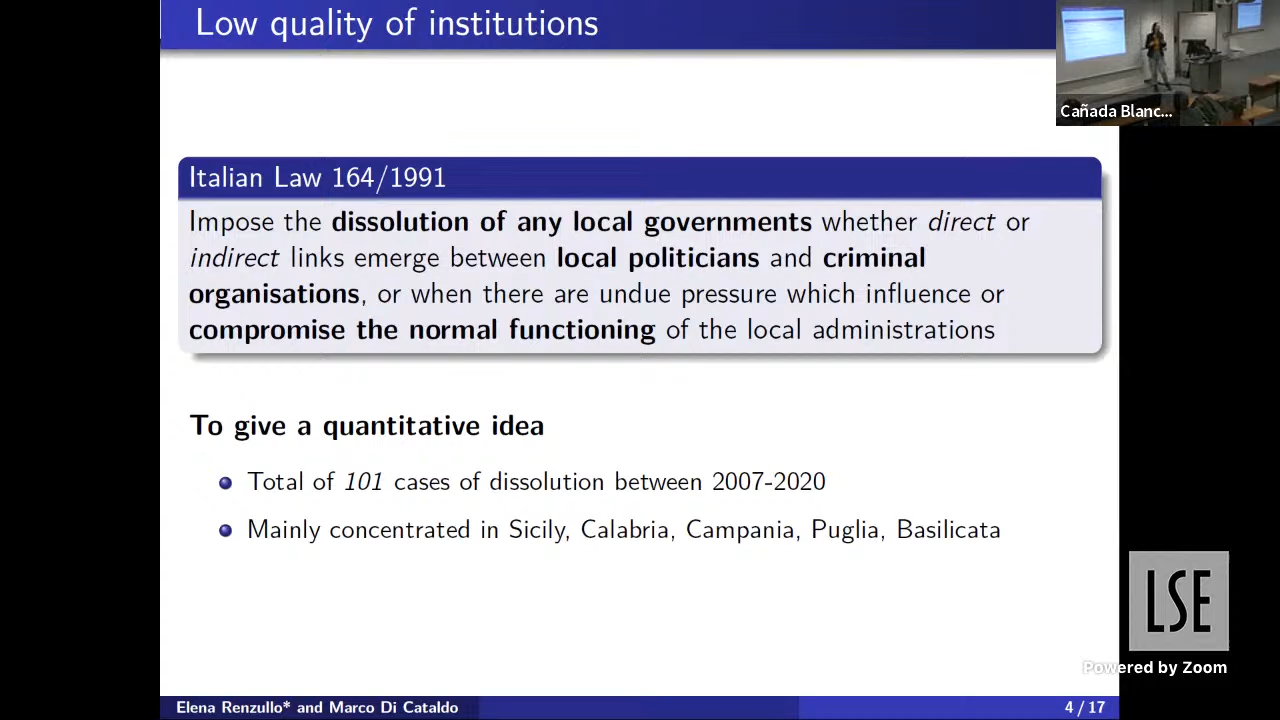 Low quality of institutions
Cañada Blanc...
Italian Law 164/1991
Impose the dissolution of any local governments whether direct or
indirect links emerge between local politicians and criminal
organisations, or when there are undue pressure which influence or
compromise the normal functioning of the local administrations
To give a quantitative idea
Total of 101 cases of dissolution between 2007-2020
Mainly concentrated in Sicily, Calabria, Campania, Puglia, Basilicata
LSE
Powered by Zoom
Elena Renzullo* and Marco Di Cataldo
4 / 17